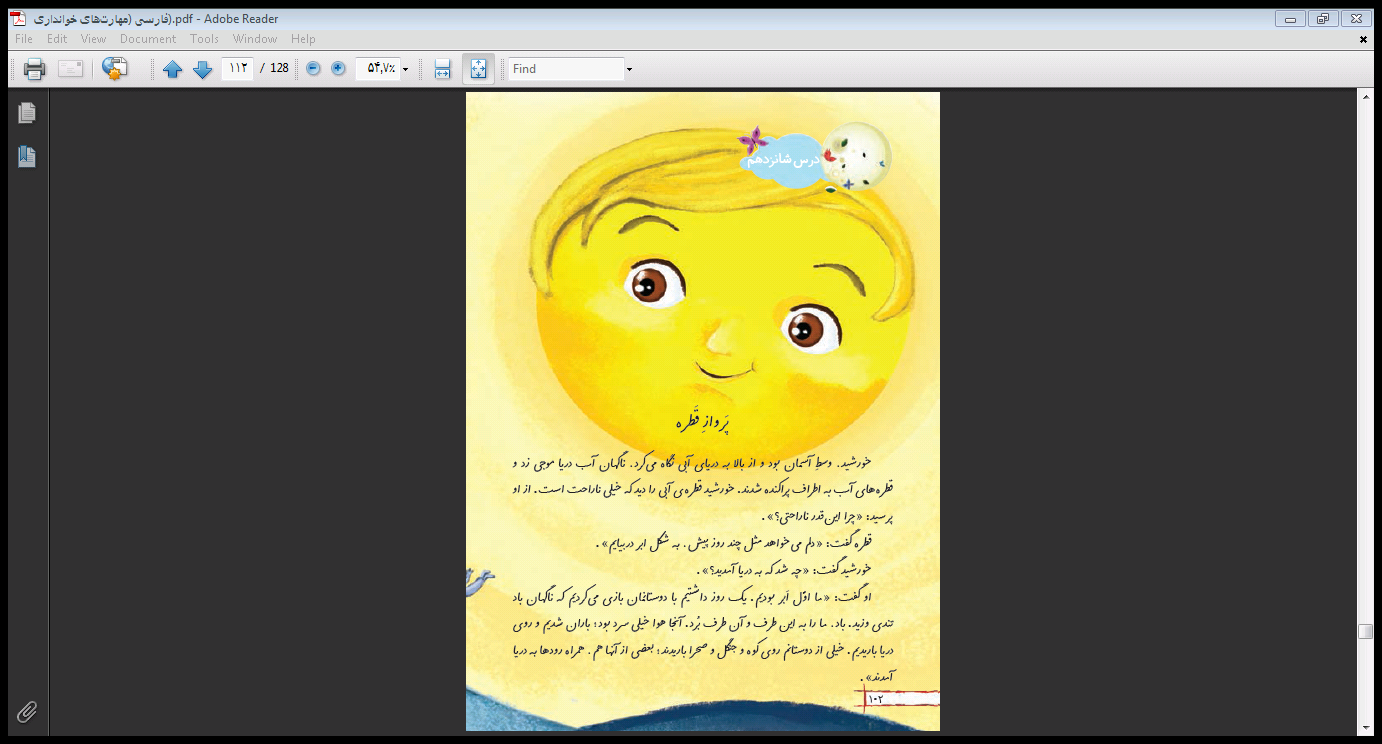 فارسی (مهارت‌های خوانداری).pdf - Adobe Reader
File Edit View Document Tools Window Help
۱۱۲ / 128 ۵۴,۷٪ Find
درس شانزدهم
پَروازِ قَطره
خورشید، وسطِ آسمان بود و از بالا به دریای آبی نگاه می‌کرد. ناگهان آب دریا موجی زد و
قطره‌های آب به اطراف پراکنده شدند. خورشید قطره‌ی آبی را دید که خیلی ناراحت است. از او
پرسید: «چرا این‌قدر ناراحتی؟».
قطره گفت: «دلم می‌خواهد مثل چند روز پیش، به شکل ابر دربیایم».
خورشید گفت: «چه شد که به دریا آمدید؟».
او گفت: «ما اوّل اَبر بودیم. یک روز داشتیم با دوستانمان بازی می‌کردیم که ناگهان باد
تندی وزید. باد، ما را به این طرف و آن طرف بُرد. آنجا هوا خیلی سرد بود؛ باران شدیم و روی
دریا باریدیم. خیلی از دوستانم روی کوه و جنگل و صحرا باریدند؛ بعضی از آنها هم، همراه رودها به دریا
آمدند».
۱۰۲